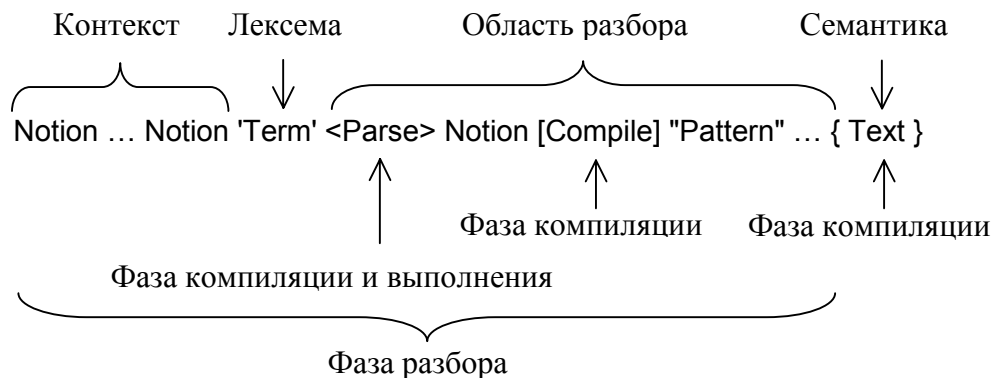 Контекст Лексема Область разбора Семантика
Notion … Notion 'Term' <Parse> Notion [Compile] "Pattern" … { Text }
Фаза компиляции Фаза компиляции
Фаза компиляции и выполнения
Фаза разбора